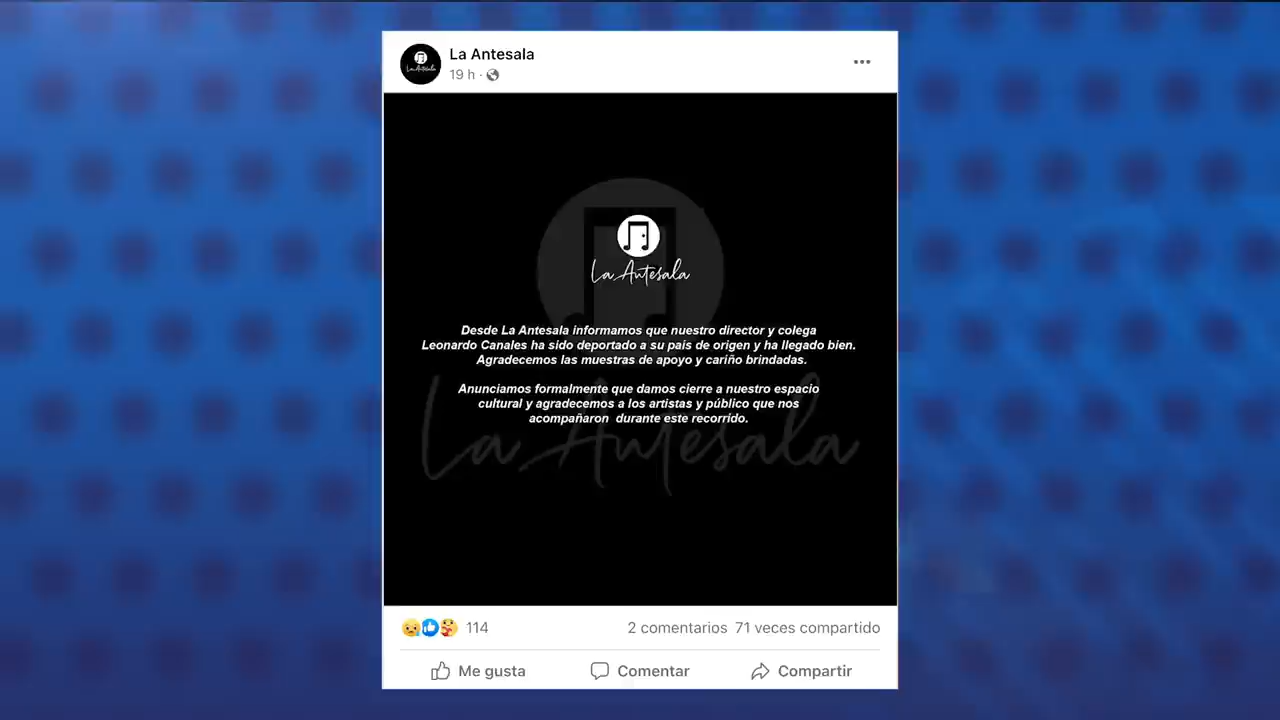 La Antesala
La Antesala
19 h ·
La Antesala
Desde La Antesala informamos que nuestro director y colega
Leonardo Canales ha sido deportado a su país de origen y ha llegado bien.
Agradecemos las muestras de apoyo y cariño brindadas.
Anunciamos formalmente que damos cierre a nuestro espacio
cultural y agradecemos a los artistas y público que nos
acompañaron durante este recorrido.
La Antesala
114 2 comentarios 71 veces compartido
Me gusta Comentar Compartir